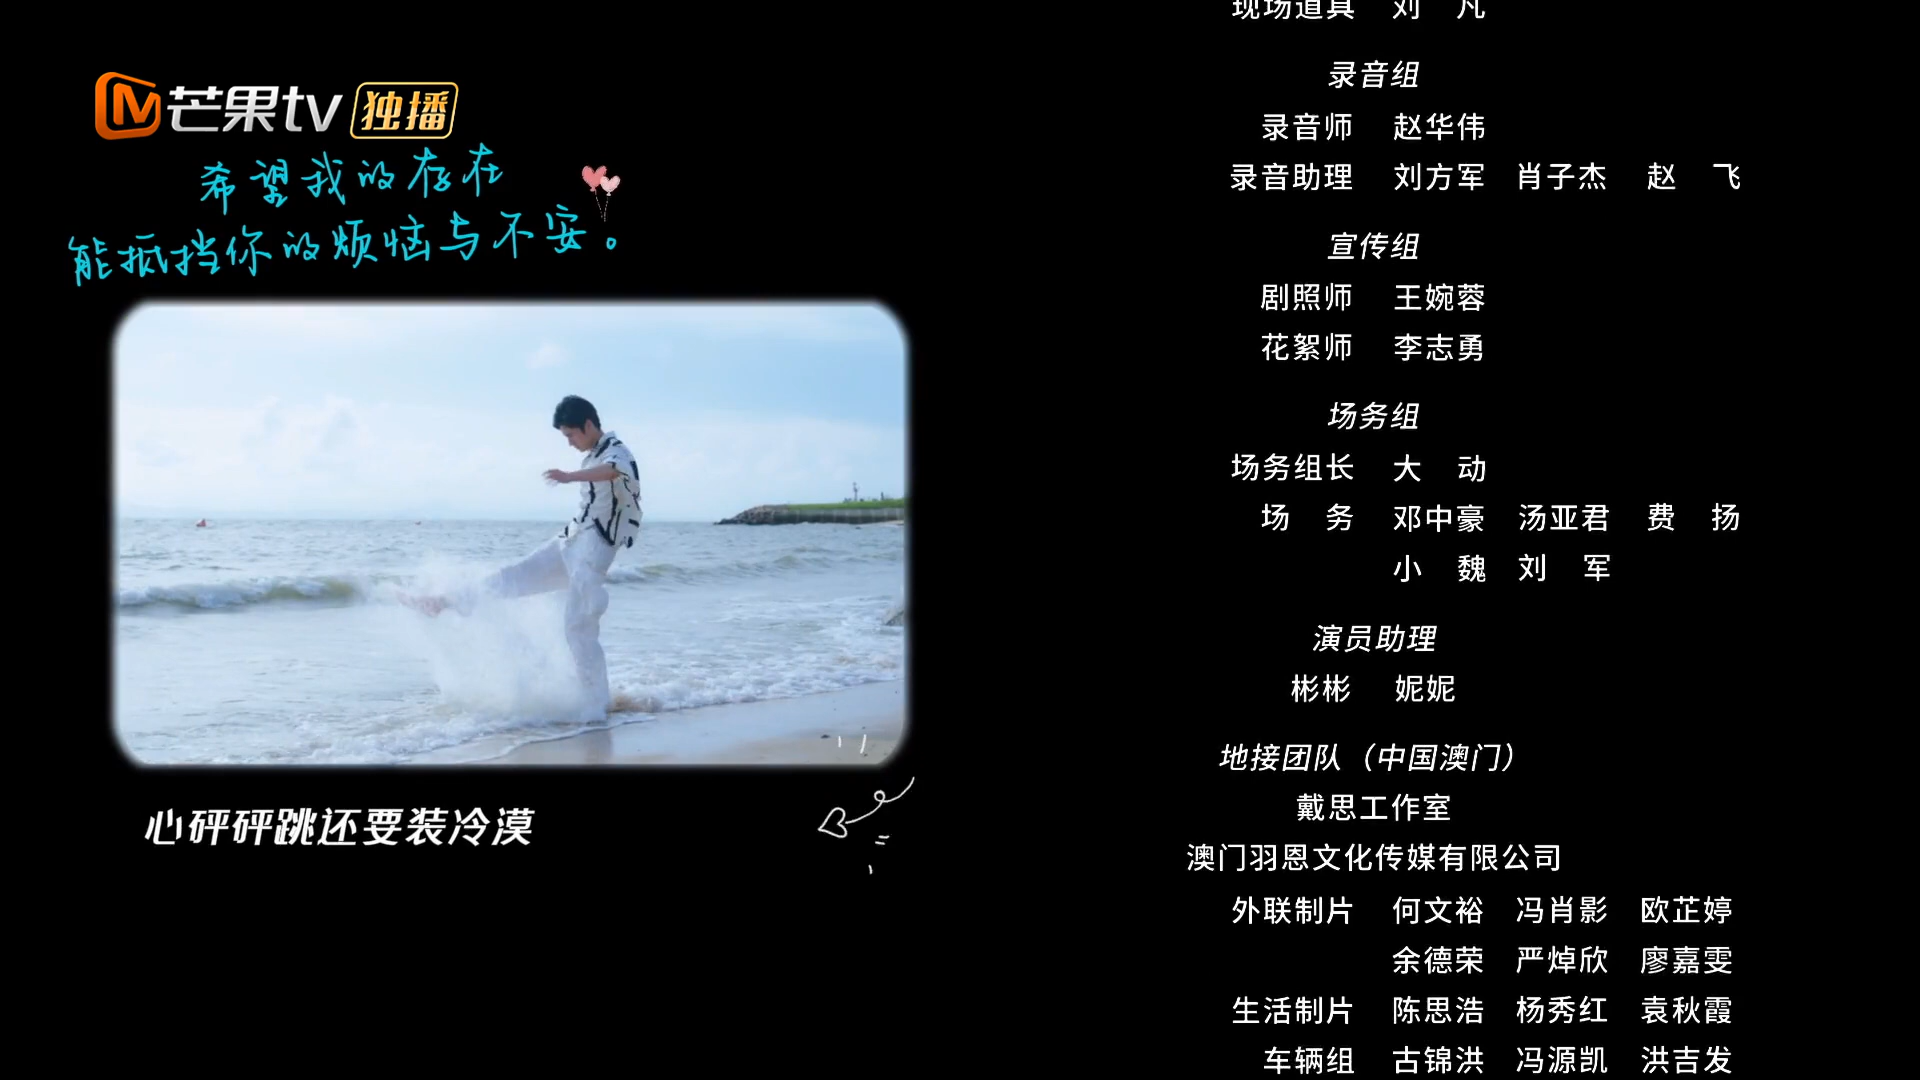 芒果tv 独播
希望我的存在
能抵挡你的烦恼与不安。
心砰砰跳还要装冷漠
现场道具 刘 凡
录音组
录音师 赵华伟
录音助理 刘方军 肖子杰 赵 飞
宣传组
剧照师 王婉蓉
花絮师 李志勇
场务组
场务组长 大 动
场 务 邓中豪 汤亚君 费 扬
小 魏 刘 军
演员助理
彬彬 妮妮
地接团队（中国澳门）
戴思工作室
澳门羽恩文化传媒有限公司
外联制片 何文裕 冯肖影 欧芷婷
余德荣 严焯欣 廖嘉雯
生活制片 陈思浩 杨秀红 袁秋霞
车辆组 古锦洪 冯源凯 洪吉发